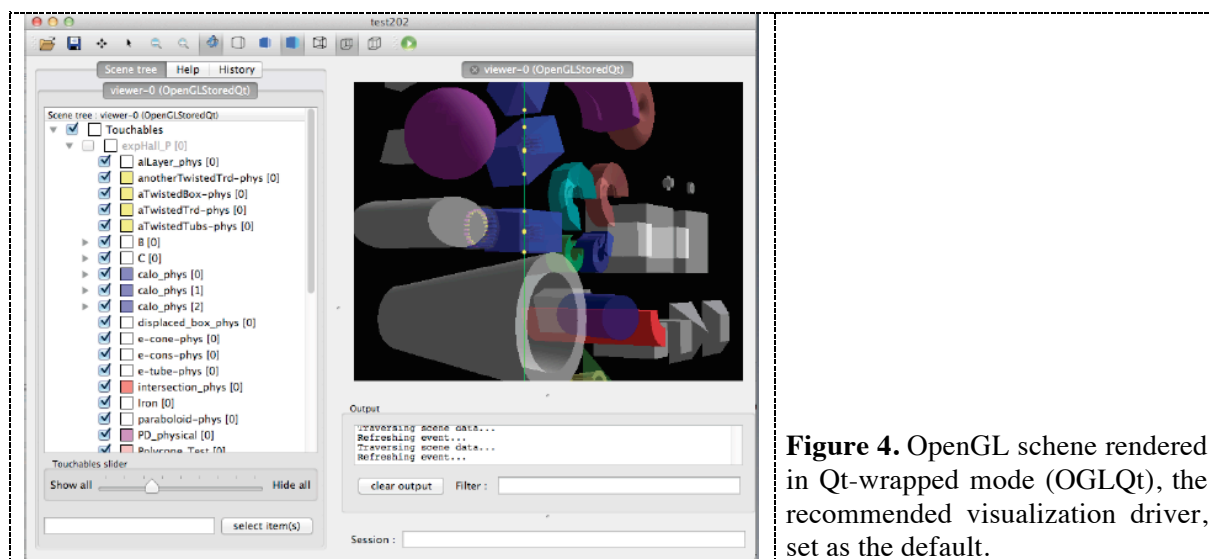 test202
Scene tree Help History
viewer-0 (OpenGLStoredQt)
Scene tree : viewer-0 (OpenGLStoredQt)
Touchables
expHall_P [0]
alLayer_phys [0]
anotherTwistedTrd-phys [0]
aTwistedBox-phys [0]
aTwistedTrd-phys [0]
aTwistedTubs-phys [0]
B [0]
C [0]
calo_phys [0]
calo_phys [1]
calo_phys [2]
displaced_box_phys [0]
e-cone-phys [0]
e-cons-phys [0]
e-tube-phys [0]
intersection_phys [0]
Iron [0]
paraboloid-phys [0]
PD_physical [0]
Polycone_Test [0]
Touchables slider
Show all Hide all
select item(s)
viewer-0 (OpenGLStoredQt)
Output
Traversing scene data...
Refreshing event...
Traversing scene data...
Refreshing event...
clear output Filter :
Session :
Figure 4. OpenGL schene rendered
in Qt-wrapped mode (OGLQt), the
recommended visualization driver,
set as the default.